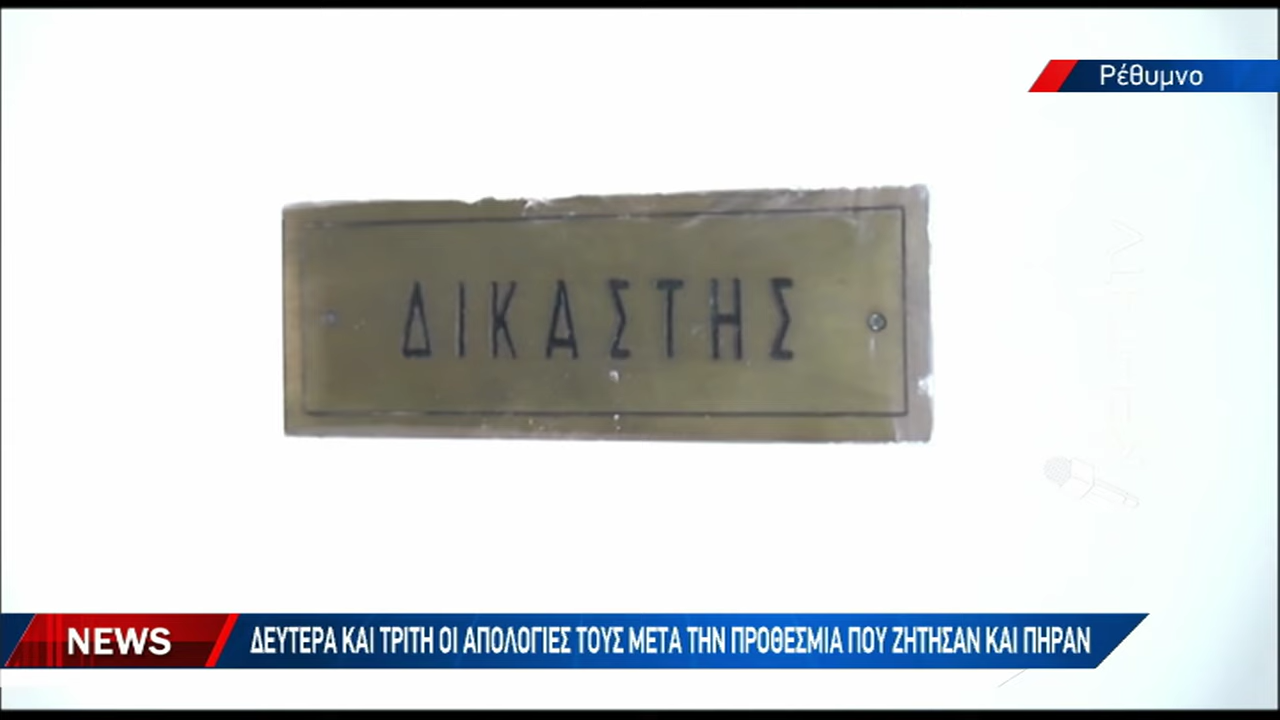 Ρέθυμνο
ΔΙΚΑΣΤΗΣ
NEWS ΔΕΥΤΕΡΑ ΚΑΙ ΤΡΙΤΗ ΟΙ ΑΠΟΛΟΓΙΕΣ ΤΟΥΣ ΜΕΤΑ ΤΗΝ ΠΡΟΘΕΣΜΙΑ ΠΟΥ ΖΗΤΗΣΑΝ ΚΑΙ ΠΗΡΑΝ